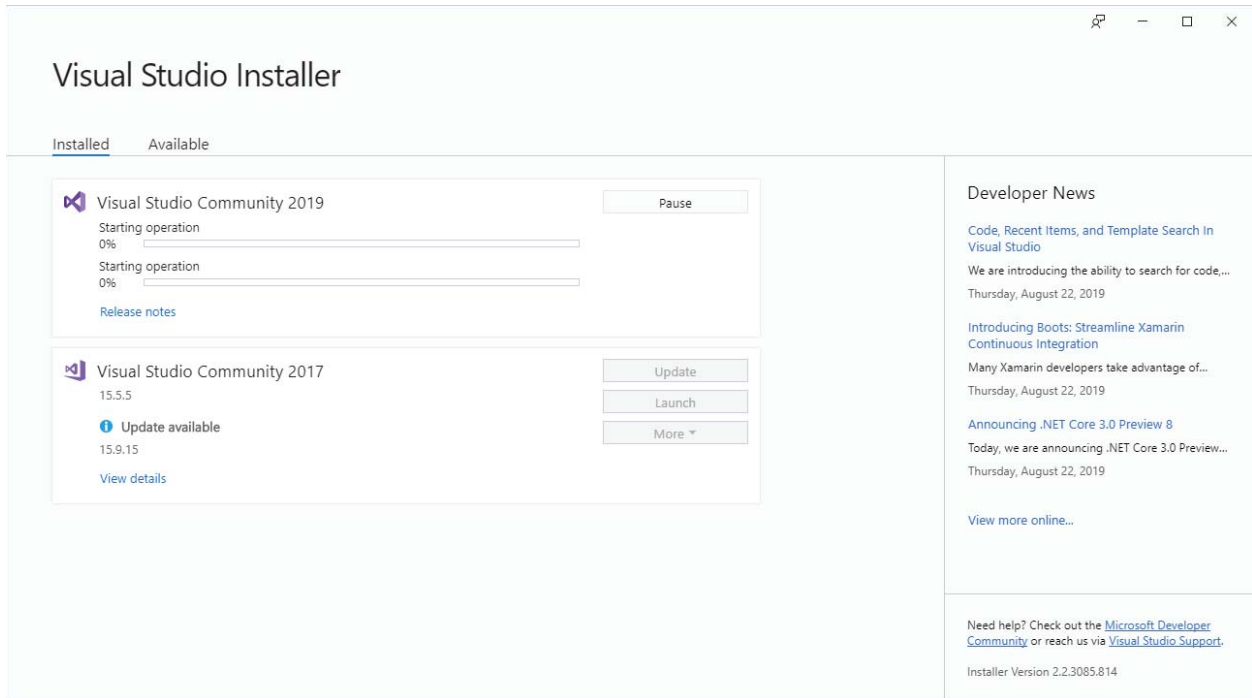 Visual Studio Installer
Installed
Available
Visual Studio Community 2019
Pause
Starting operation
0%
Starting operation
0%
Release notes
Visual Studio Community 2017
Update
15.5.5
Launch
Update available
More
15.9.15
View details
Developer News
Code, Recent Items, and Template Search In
Visual Studio
We are introducing the ability to search for code,...
Thursday, August 22, 2019
Introducing Boots: Streamline Xamarin
Continuous Integration
Many Xamarin developers take advantage of...
Thursday, August 22, 2019
Announcing .NET Core 3.0 Preview 8
Today, we are announcing .NET Core 3.0 Preview...
Thursday, August 22, 2019
View more online...
Need help? Check out the Microsoft Developer
Community or reach us via Visual Studio Support.
Installer Version 2.2.3085.814